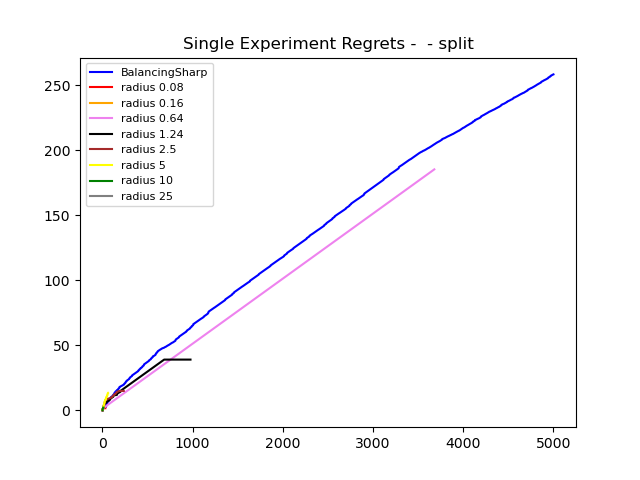 Single Experiment Regrets -  - split
BalancingSharp
radius 0.08
radius 0.16
radius 0.64
radius 1.24
radius 2.5
radius 5
radius 10
radius 25
250
200
150
100
50
0
0 1000 2000 3000 4000 5000